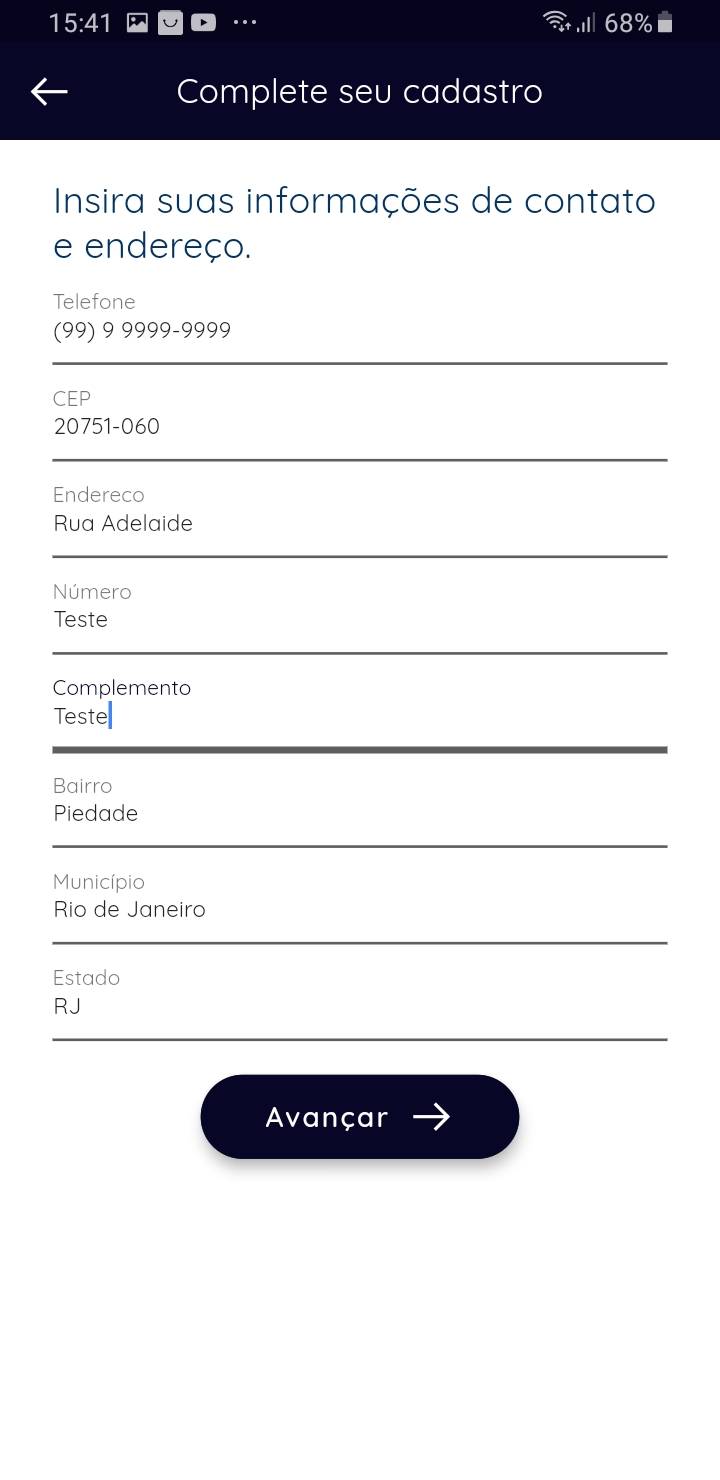 15:41 68%
Complete seu cadastro
Insira suas informações de contato
e endereço.
Telefone
(99) 9 9999-9999
CEP
20751-060
Endereco
Rua Adelaide
Número
Teste
Complemento
Teste
Bairro
Piedade
Município
Rio de Janeiro
Estado
RJ
Avançar